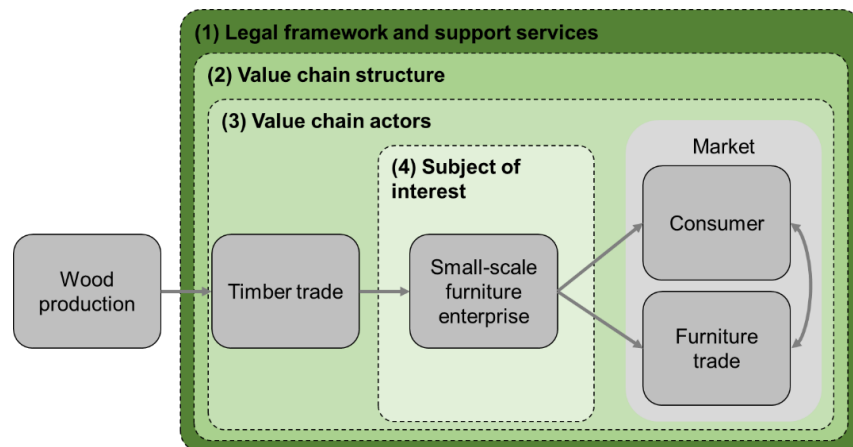 (1) Legal framework and support services
(2) Value chain structure
(3) Value chain actors
(4) Subject of
interest
Market
Wood
production
Timber trade
Small-scale
furniture
enterprise
Consumer
Furniture
trade